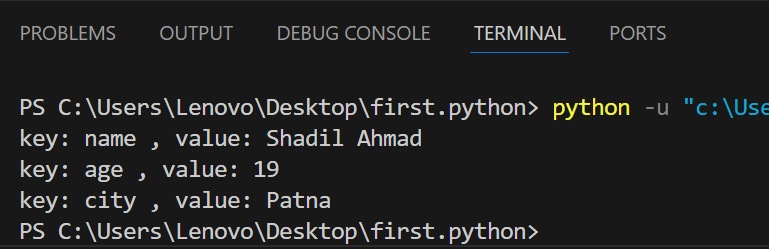 PROBLEMS OUTPUT DEBUG CONSOLE TERMINAL PORTS
PS C:\Users\Lenovo\Desktop\first.python> python -u "c:\Use
key: name , value: Shadil Ahmad
key: age , value: 19
key: city , value: Patna
PS C:\Users\Lenovo\Desktop\first.python>